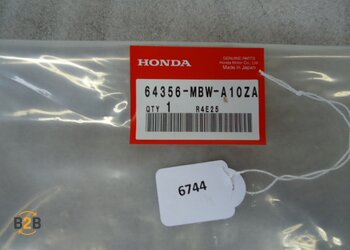 HONDA
GENUINE PARTS
Honda Motor Co., Ltd.
Made in Japan
64356-MBW-A10ZA
QTY 1 R4E25
6744
B2B